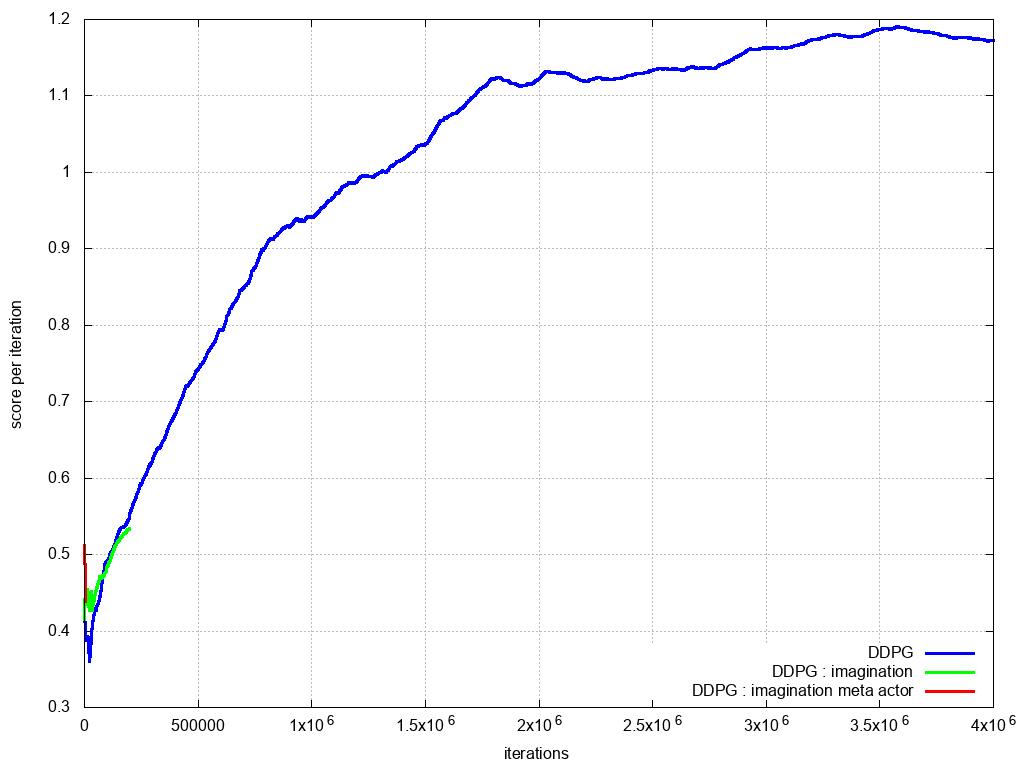 1.2
1.1
1
0.9
0.8
0.7
0.6
0.5
0.4
0.3
score per iteration
DDPG
DDPG : imagination
DDPG : imagination meta actor
0 500000 1x10^6 1.5x10^6 2x10^6 2.5x10^6 3x10^6 3.5x10^6 4x10^6
iterations